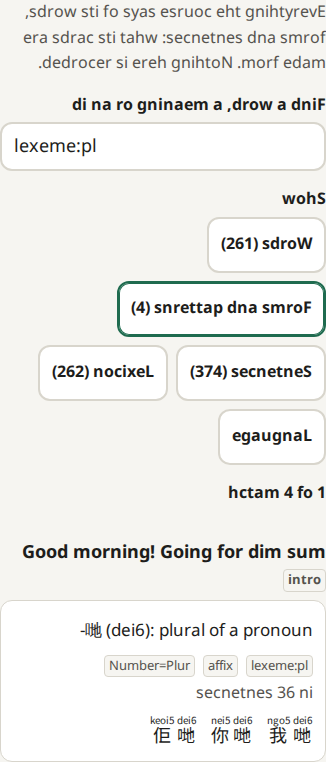 ,sdrow sti fo syas esruoc eht gnihtyrevE
era sdrac sti tahw :secnetnes dna smrof
.dedrocer si ereh gnihtoN .morf edam
di na ro gninaem a ,drow a dniF
lexeme:pl
wohS
(261) sdroW
(4) snrettap dna smroF
(262) nocixeL (374) secnetneS
egaugnaL
hctam 4 fo 1
Good morning! Going for dim sum
intro
-哋 (dei6): plural of a pronoun
Number=Plur affix lexeme:pl
secnetnes 36 ni
keoi5 dei6 nei5 dei6 ngo5 dei6
佢 哋 你 哋 我 哋